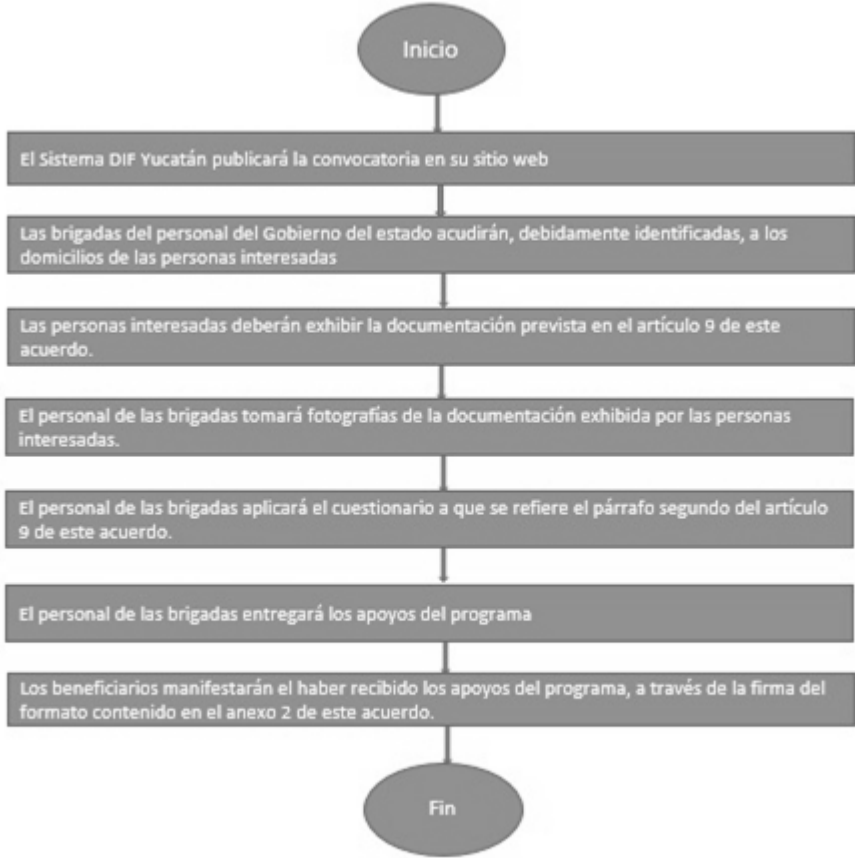 Inicio
El Sistema DIF Yucatán publicará la convocatoria en su sitio web
Las brigadas del personal del Gobierno del estado acudirán, debidamente identificadas, a los
domicilios de las personas interesadas
Las personas interesadas deberán exhibir la documentación prevista en el artículo 9 de este
acuerdo.
El personal de las brigadas tomará fotografías de la documentación exhibida por las personas
interesadas.
El personal de las brigadas aplicará el cuestionario a que se refiere el párrafo segundo del artículo
9 de este acuerdo.
El personal de las brigadas entregará los apoyos del programa
Los beneficiarios manifestarán el haber recibido los apoyos del programa, a través de la firma del
formato contenido en el anexo 2 de este acuerdo.
Fin